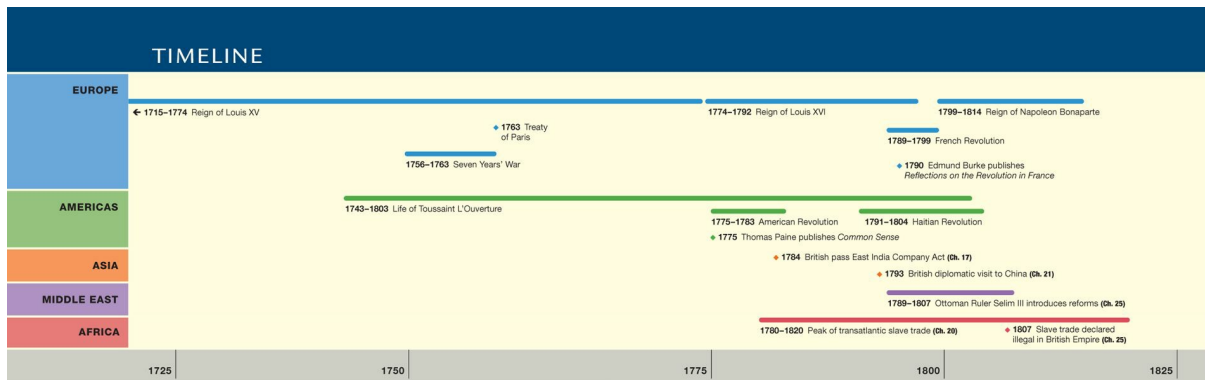 TIMELINE
EUROPE
← 1715–1774 Reign of Louis XV
1774–1792 Reign of Louis XVI
1799–1814 Reign of Napoleon Bonaparte
1763 Treaty
of Paris
1789–1799 French Revolution
1756–1763 Seven Years' War
1790 Edmund Burke publishes
Reflections on the Revolution in France
AMERICAS
1743–1803 Life of Toussaint L'Ouverture
1775–1783 American Revolution
1791–1804 Haitian Revolution
1775 Thomas Paine publishes Common Sense
ASIA
1784 British pass East India Company Act (Ch. 17)
1793 British diplomatic visit to China (Ch. 21)
MIDDLE EAST
1789–1807 Ottoman Ruler Selim III introduces reforms (Ch. 25)
AFRICA
1780–1820 Peak of transatlantic slave trade (Ch. 20)
1807 Slave trade declared
illegal in British Empire (Ch. 25)
1725 1750 1775 1800 1825